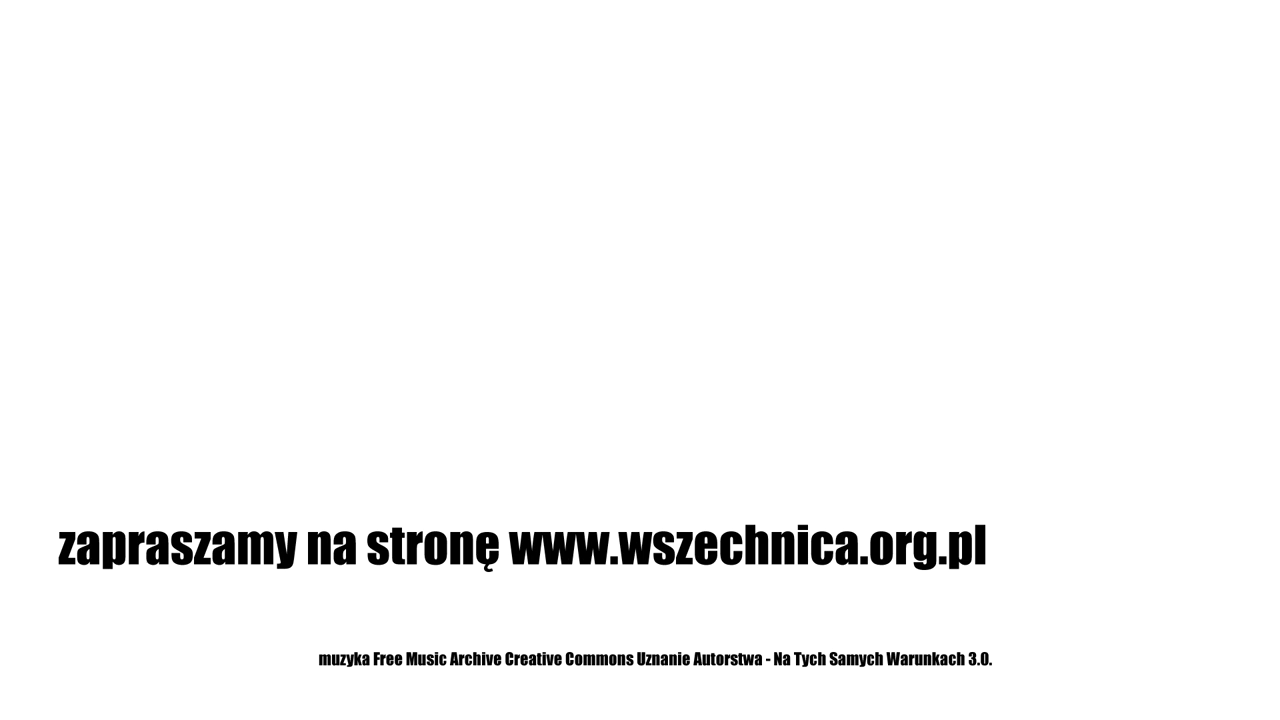 zapraszamy na stronę www.wszechnica.org.pl
muzyka Free Music Archive Creative Commons Uznanie Autorstwa - Na Tych Samych Warunkach 3.0.